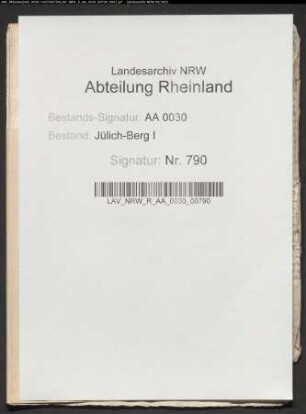 Landesarchiv NRW
Abteilung Rheinland
Bestands-Signatur: AA 0030
Bestand: Jülich-Berg I
Signatur: Nr. 790
LAV_NRW_R_AA_0030_00790